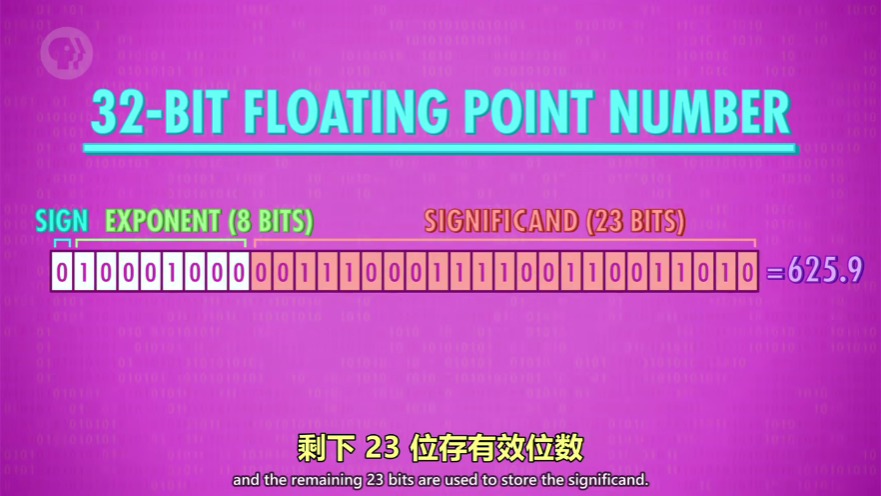 32-BIT FLOATING POINT NUMBER
SIGN EXPONENT (8 BITS) SIGNIFICAND (23 BITS)
01000100000111000111100110011010 =625.9
剩下 23 位存有效位数
and the remaining 23 bits are used to store the significand.